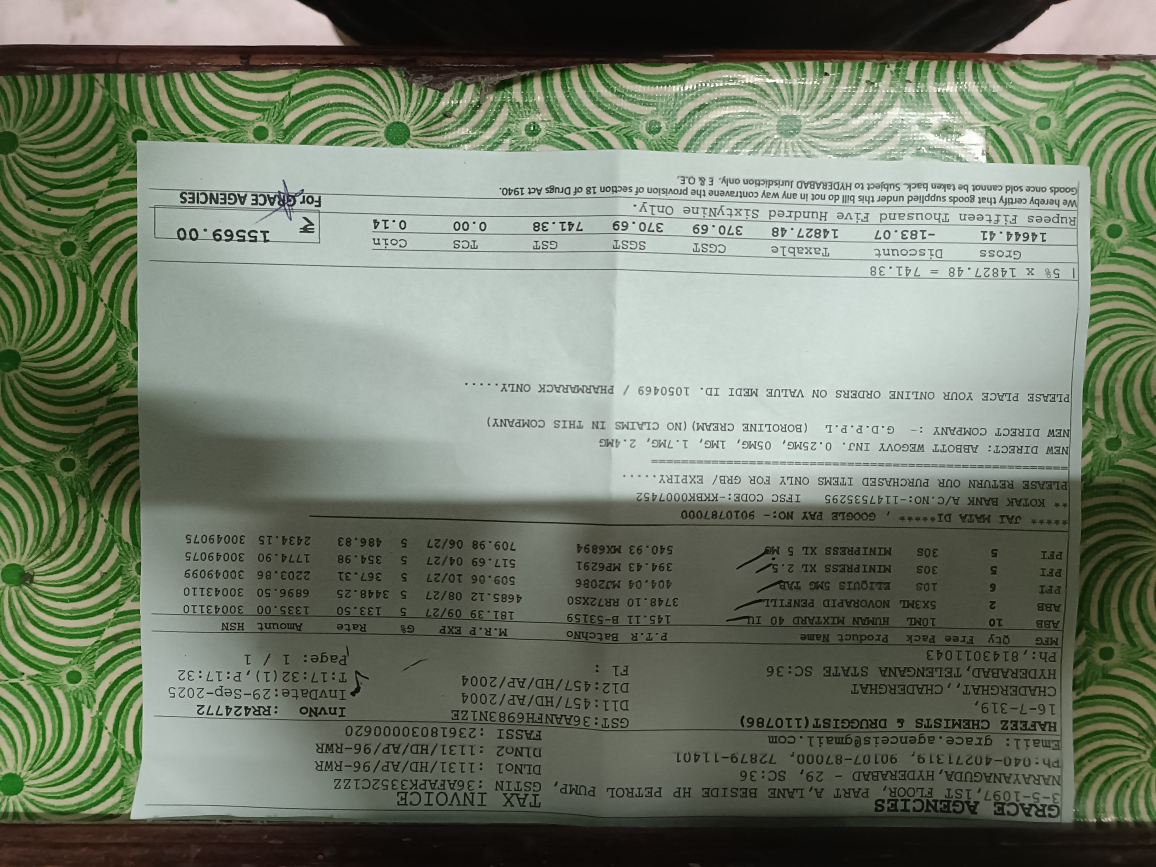 GRACE AGENCIES
TAX INVOICE
3-5-1097,1ST FLOOR, PART A,LANE BESIDE HP PETROL PUMP, GSTIN :36AFAPK3352C1ZZ
NARAYANAGUDA,HYDERABAD - 29, SC:36 DLNo1 :1131/HD/AP/96-RWR
Ph:040-40271319, 90107-87000, 72879-11401 DLNo2 :1131/HD/AP/96-RWR
Email: grace.agenceis@gmail.com FASSI :23618030000620
HAFEEZ CHEMISTS & DRUGGIST(110786) GST:36AANFH6983N1ZE InvNo :RR424772
16-7-319, D11:457/HD/AP/2004 InvDate:29-Sep-2025
CHADERGHAT,,CHADERGHAT D12:457/HD/AP/2004 T:17:32(1),P:17:32
HYDERABAD,TELENGANA STATE SC:36 Fl : Page: 1 / 1
Ph:,8143011043
MFG Qty Free Pack Product Name P.T.R Batchno M.R.P EXP G% Rate Amount HSN
ABB 10 10ML HUMAN MIXTARD 40 IU 145.11 B-53159 181.39 09/27 5 133.50 1335.00 30043110
ABB 2 5X3ML NOVORAPID PENFILL 3748.10 RR72XS0 4685.12 08/27 5 3448.25 6896.50 30043110
PFI 6 10S ELIQUIS 5MG TAB 404.04 MJ2086 509.06 10/27 5 367.31 2203.86 30049099
PFI 5 30S MINIPRESS XL 2.5 394.43 MP6291 517.69 04/27 5 354.98 1774.90 30049075
PFI 5 30S MINIPRESS XL 5 MG 540.93 MK6894 709.98 06/27 5 486.83 2434.15 30049075
***** JAI MATA DI***** , GOOGLE PAY NO:- 9010787000
** KOTAK BANK A/C.NO:-1147535295 IFSC CODE:-KKBK0007452
PLEASE RETURN OUR PURCHASED ITEMS ONLY FOR GRB/ EXPIRY.....
NEW DIRECT: ABBOTT WEGOVY INJ. 0.25MG, 05MG, 1MG, 1.7MG, 2.4MG
NEW DIRECT COMPANY :- G.D.P.P.L (BOROLINE CREAM)(NO CLAIMS IN THIS COMPANY)
PLEASE PLACE YOUR ONLINE ORDERS ON VALUE MEDI ID. 1050469 / PHARMARACK ONLY.....
| 5% x 14827.48 = 741.38
Gross Discount Taxable CGST SCST GST TCS Coin
14644.41 -183.07 14827.48 370.69 370.69 741.38 0.00 0.14 ₹ 15569.00
Rupees Fifteen Thousand Five Hundred SixtyNine Only.
We hereby certify that goods supplied under this bill do not in any way contravene the provision of section 18 of Drugs Act 1940. For GRACE AGENCIES
Goods once sold cannot be taken back. Subject to HYDERABAD Jurisdiction only. E & O.E.